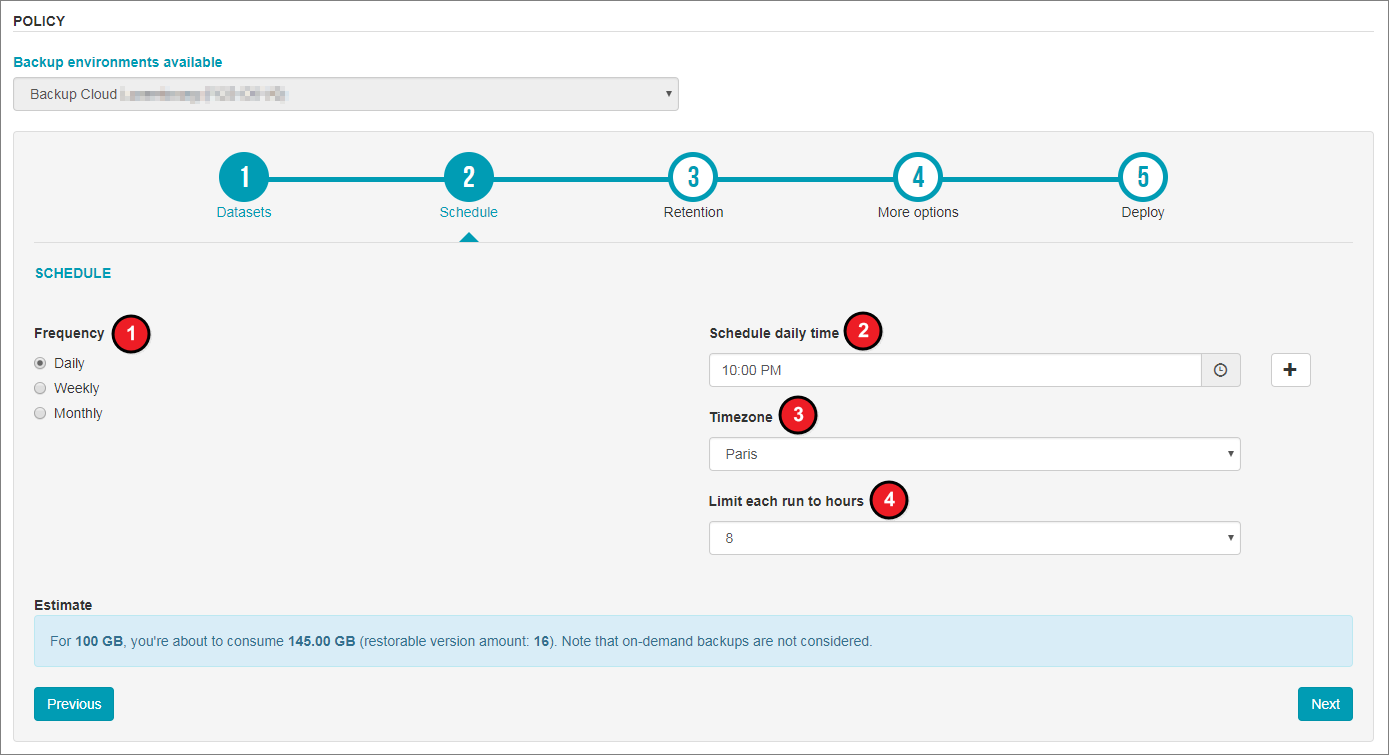 POLICY
Backup environments available
Backup Cloud
1 2 3 4 5
Datasets Schedule Retention More options Deploy
SCHEDULE
Frequency 1
Daily
Weekly
Monthly
Schedule daily time 2
10:00 PM
Timezone 3
Paris
Limit each run to hours 4
8
Estimate
For 100 GB, you're about to consume 145.00 GB (restorable version amount: 16). Note that on-demand backups are not considered.
Previous Next